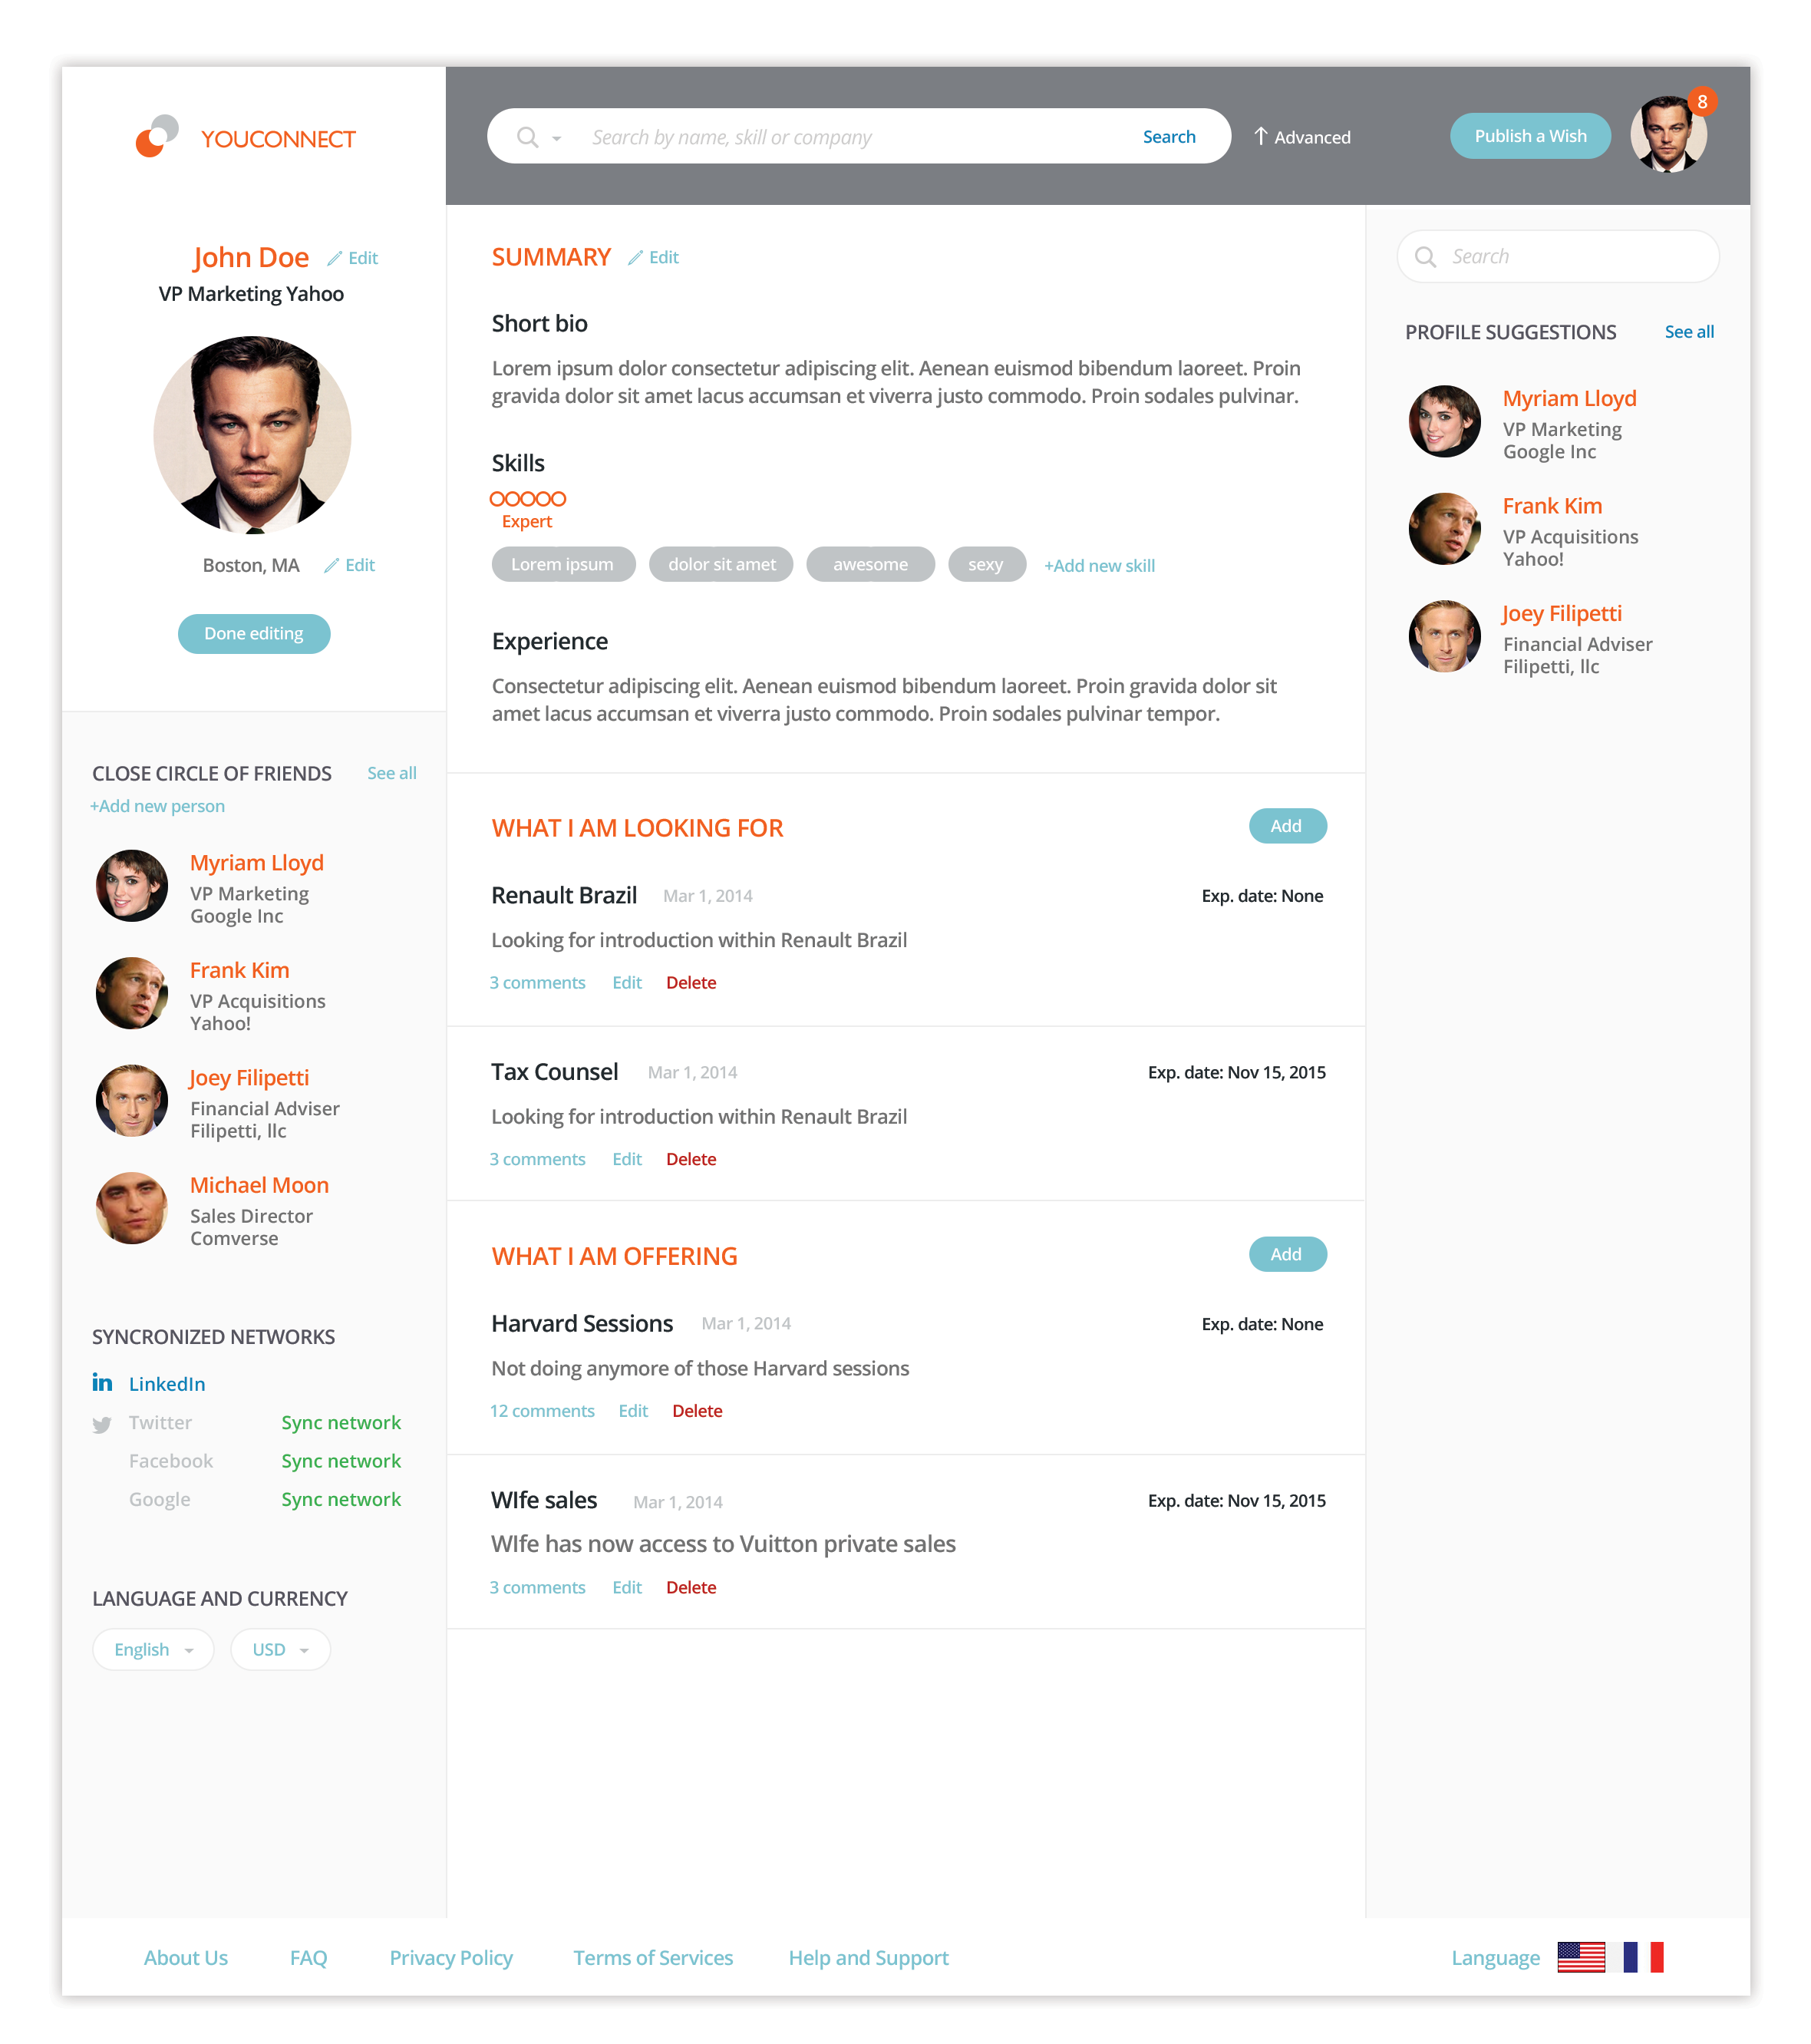 YOUCONNECT
Search by name, skill or company
Search
Advanced
Publish a Wish
8
John Doe
Edit
VP Marketing Yahoo
Boston, MA
Edit
Done editing
CLOSE CIRCLE OF FRIENDS
See all
+Add new person
Myriam Lloyd
VP Marketing
Google Inc
Frank Kim
VP Acquisitions
Yahoo!
Joey Filipetti
Financial Adviser
Filipetti, llc
Michael Moon
Sales Director
Comverse
SYNCRONIZED NETWORKS
in
LinkedIn
Twitter
Sync network
Facebook
Sync network
Google
Sync network
LANGUAGE AND CURRENCY
English
USD
SUMMARY
Edit
Short bio
Lorem ipsum dolor consectetur adipiscing elit. Aenean euismod bibendum laoreet. Proin
gravida dolor sit amet lacus accumsan et viverra justo commodo. Proin sodales pulvinar.
Skills
Expert
Lorem ipsum
dolor sit amet
awesome
sexy
+Add new skill
Experience
Consectetur adipiscing elit. Aenean euismod bibendum laoreet. Proin gravida dolor sit
amet lacus accumsan et viverra justo commodo. Proin sodales pulvinar tempor.
WHAT I AM LOOKING FOR
Add
Renault Brazil
Mar 1, 2014
Exp. date: None
Looking for introduction within Renault Brazil
3 comments
Edit
Delete
Tax Counsel
Mar 1, 2014
Exp. date: Nov 15, 2015
Looking for introduction within Renault Brazil
3 comments
Edit
Delete
WHAT I AM OFFERING
Add
Harvard Sessions
Mar 1, 2014
Exp. date: None
Not doing anymore of those Harvard sessions
12 comments
Edit
Delete
WIfe sales
Mar 1, 2014
Exp. date: Nov 15, 2015
WIfe has now access to Vuitton private sales
3 comments
Edit
Delete
Search
PROFILE SUGGESTIONS
See all
Myriam Lloyd
VP Marketing
Google Inc
Frank Kim
VP Acquisitions
Yahoo!
Joey Filipetti
Financial Adviser
Filipetti, llc
About Us
FAQ
Privacy Policy
Terms of Services
Help and Support
Language